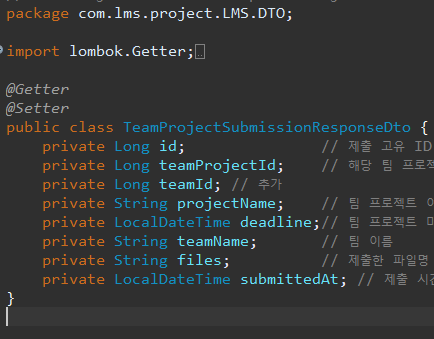 package com.lms.project.LMS.DTO;
import lombok.Getter;
@Getter
@Setter
public class TeamProjectSubmissionResponseDto {
private Long id; // 제출 고유 ID
private Long teamProjectId; // 해당 팀 프로젝트
private Long teamId; // 추가
private String projectName; // 팀 프로젝트
private LocalDateTime deadline;// 팀 프로젝트
private String teamName; // 팀 이름
private String files; // 제출한 파일명
private LocalDateTime submittedAt; // 제출 시간
}